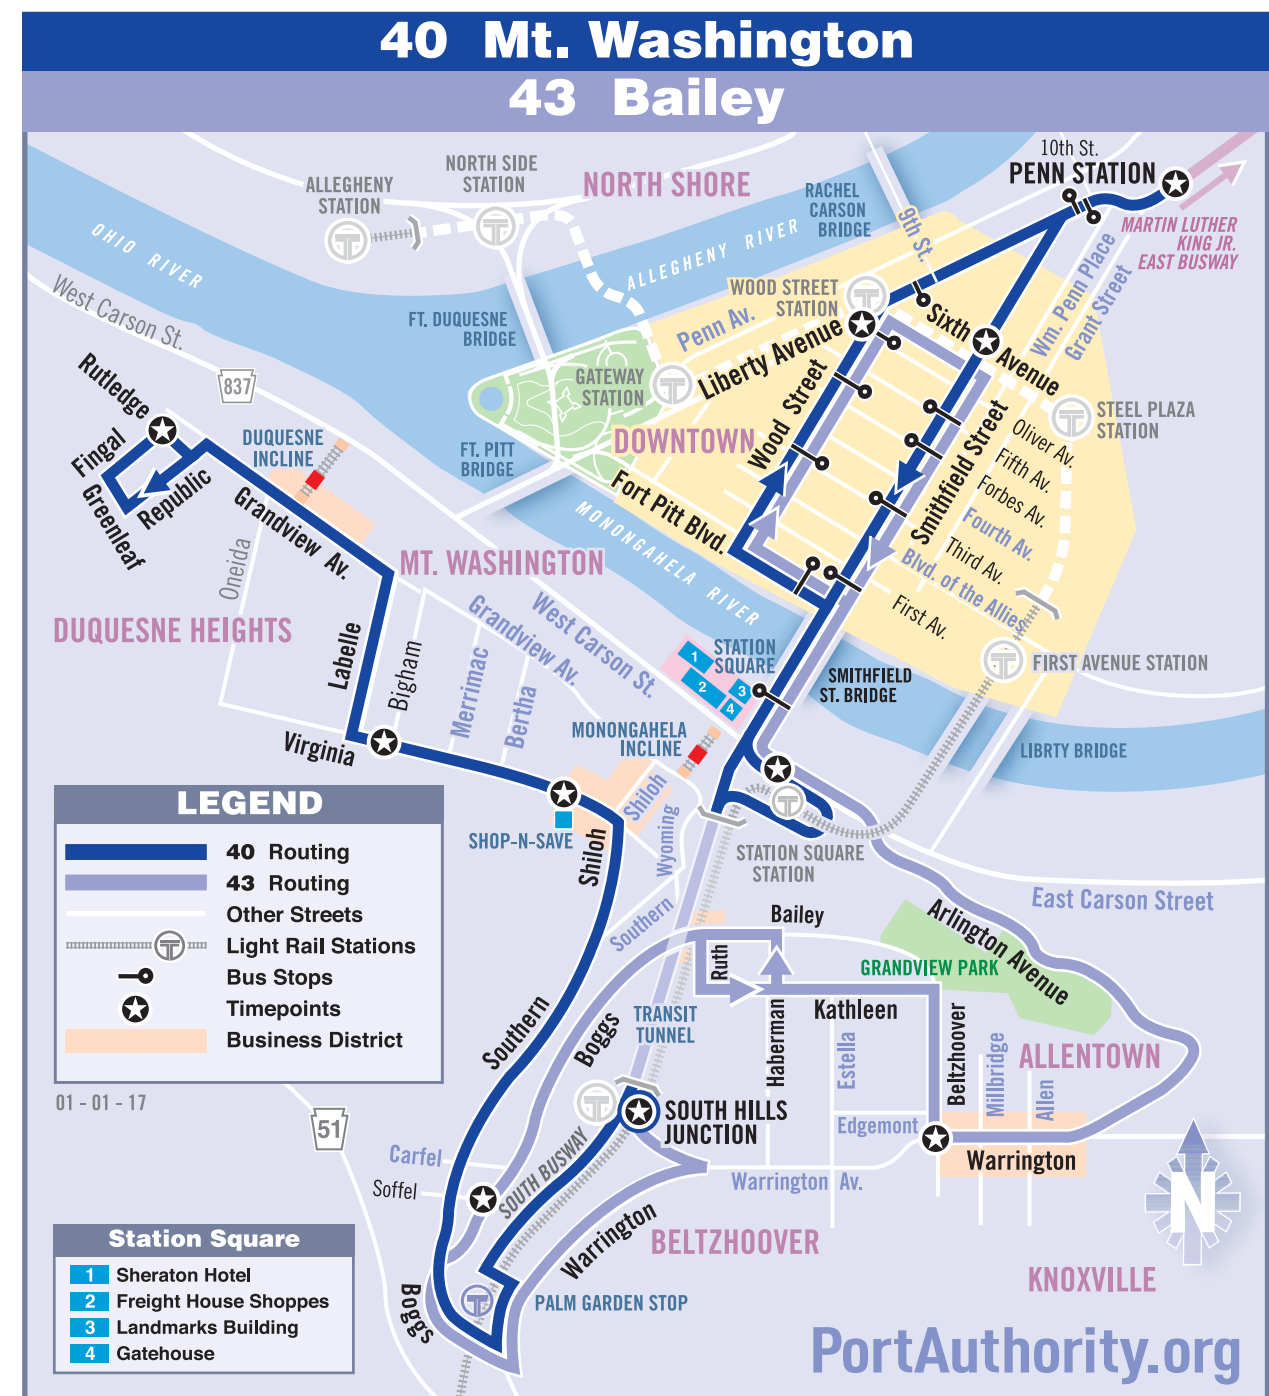 40 Mt. Washington
43 Bailey
10th St.
PENN STATION
NORTH SIDE
STATION
NORTH SHORE
ALLEGHENY
STATION
RACHEL
CARSON
BRIDGE
9th St.
MARTIN LUTHER
KING JR.
EAST BUSWAY
OHIO RIVER
ALLEGHENY RIVER
West Carson St.
WOOD STREET
STATION
Penn Av.
Wm. Penn Place
Grant Street
FT. DUQUESNE
BRIDGE
Sixth
Avenue
Liberty Avenue
837
Rutledge
GATEWAY
STATION
Wood Street
STEEL PLAZA
STATION
Fingal
DUQUESNE
INCLINE
FT. PITT
BRIDGE
DOWNTOWN
Smithfield Street
Oliver Av.
Fifth Av.
Forbes Av.
Fourth Av.
Third Av.
Blvd. of the Allies
First Av.
Greenleaf
Republic
Grandview Av.
Fort Pitt Blvd.
MONONGAHELA RIVER
Oneida
MT. WASHINGTON
DUQUESNE HEIGHTS
Labelle
Bigham
Merrimac
Bertha
Grandview Av.
West Carson St.
STATION
SQUARE
1
2
3
4
SMITHFIELD
ST. BRIDGE
FIRST AVENUE STATION
Virginia
MONONGAHELA
INCLINE
LIBRTY BRIDGE
Shiloh
SHOP-N-SAVE
Shiloh
Wyoming
STATION SQUARE
STATION
East Carson Street
LEGEND
40 Routing
43 Routing
Other Streets
Light Rail Stations
Bus Stops
Timepoints
Business District
01 - 01 - 17
Southern
Bailey
Ruth
Arlington Avenue
GRANDVIEW PARK
Southern
Boggs
TRANSIT
TUNNEL
Kathleen
Haberman
Estella
Beltzhoover
Millbridge
Allen
ALLENTOWN
51
SOUTH HILLS
JUNCTION
Edgemont
Warrington
Carfel
Soffel
SOUTH BUSWAY
Warrington Av.
Warrington
BELTZHOOVER
N
KNOXVILLE
Boggs
PALM GARDEN STOP
Station Square
1 Sheraton Hotel
2 Freight House Shoppes
3 Landmarks Building
4 Gatehouse
PortAuthority.org